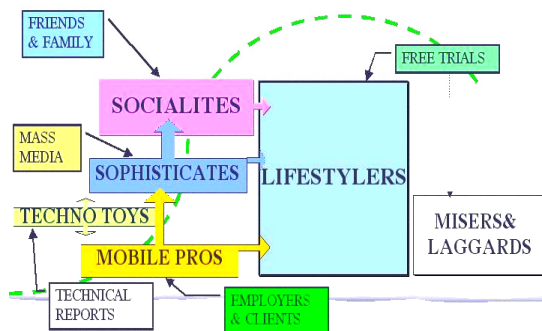 FRIENDS
& FAMILY
FREE TRIALS
SOCIALITES
MASS
MEDIA
SOPHISTICATES
LIFESTYLERS
TECHNO TOYS
MISERS&
LAGGARDS
MOBILE PROS
TECHNICAL
REPORTS
EMPLOYERS
& CLIENTS